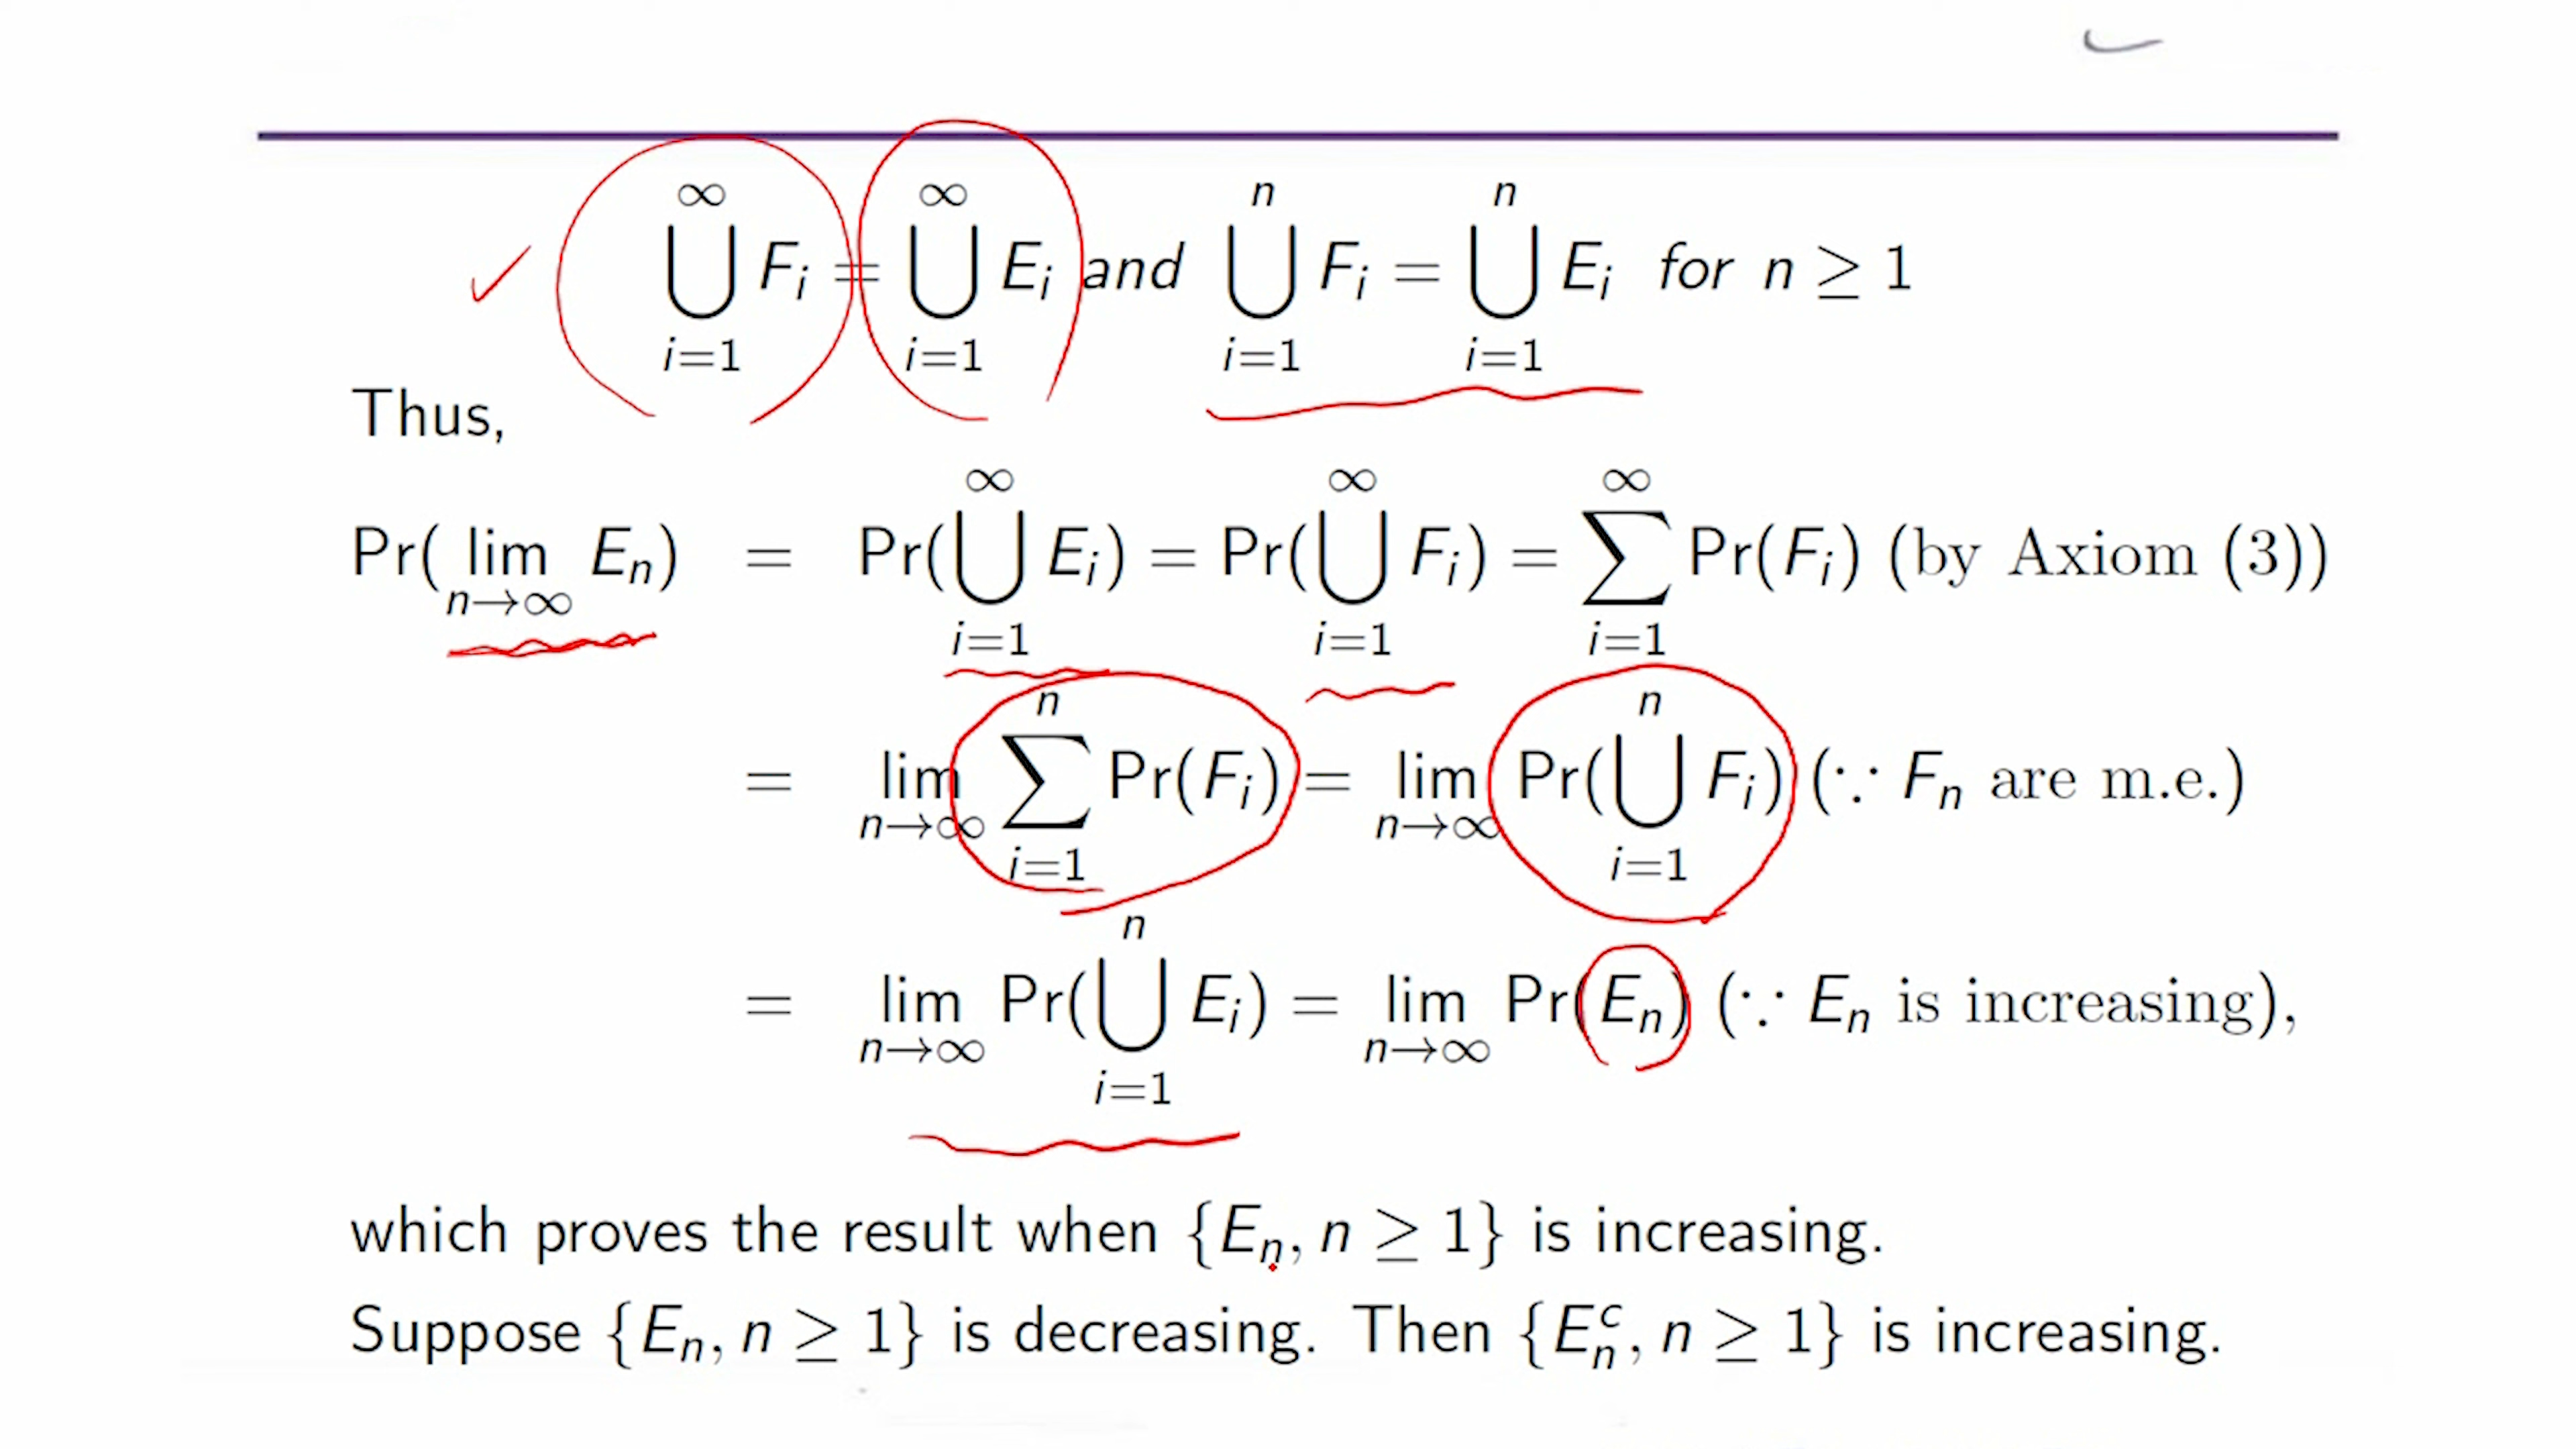 ⋃_{i=1}^{∞} F_i = ⋃_{i=1}^{∞} E_i and ⋃_{i=1}^{n} F_i = ⋃_{i=1}^{n} E_i for n ≥ 1
Thus,
Pr(lim_{n→∞} E_n) = Pr(⋃_{i=1}^{∞} E_i) = Pr(⋃_{i=1}^{∞} F_i) = ∑_{i=1}^{∞} Pr(F_i) (by Axiom (3))
= lim_{n→∞} ∑_{i=1}^{n} Pr(F_i) = lim_{n→∞} Pr(⋃_{i=1}^{n} F_i) (∵ F_n are m.e.)
= lim_{n→∞} Pr(⋃_{i=1}^{n} E_i) = lim_{n→∞} Pr(E_n) (∵ E_n is increasing),
which proves the result when {E_n, n ≥ 1} is increasing.
Suppose {E_n, n ≥ 1} is decreasing. Then {E_n^c, n ≥ 1} is increasing.